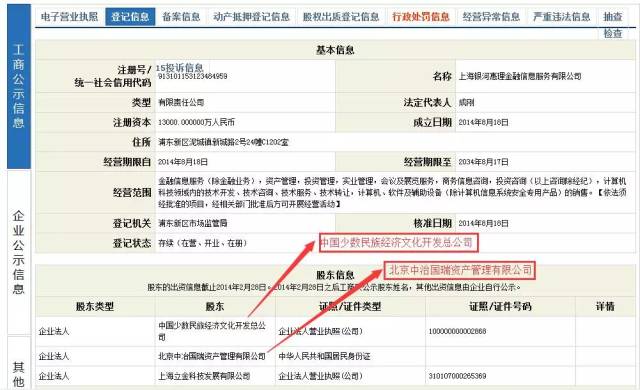 电子营业执照 登记信息 备案信息 动产抵押登记信息 股权出质登记信息 行政处罚信息 经营异常信息 严重违法信息 抽查
检查
工商公示信息
企业公示信息
其他
基本信息
注册号/
统一社会信用代码 15投诉信息
913101153123484959 名称 上海银河惠理金融信息服务有限公司
类型 有限责任公司 法定代表人 成刚
注册资本 13000.000000万人民币 成立日期 2014年8月18日
住所 浦东新区泥城镇新城路2号24幢C1202室
经营期限自 2014年8月18日 经营期限至 2034年8月17日
经营范围 金融信息服务（除金融业务），资产管理，投资管理，实业管理，会议及展览服务，商务信息咨询，投资咨询（以上咨询除经纪），计算机
科技领域内的技术开发、技术咨询、技术服务、技术转让，计算机、软件及辅助设备（除计算机信息系统安全专用产品）的销售。【依法须
经批准的项目，经相关部门批准后方可开展经营活动】
登记机关 浦东新区市场监管局 核准日期 2014年8月18日
登记状态 存续（在营、开业、在册） 中国少数民族经济文化开发总公司
北京中冶国瑞资产管理有限公司
股东信息
股东的出资信息截止2014年2月28日。2014年2月28日之后工商只公示股东姓名，其他出资信息由企业自行公示。
股东类型 股东 证照/证件类型 证照/证件号码 详情
企业法人 中国少数民族经济文化开发总公
司 企业法人营业执照(公司) 100000000002868
企业法人 北京中冶国瑞资产管理有限公司 中华人民共和国居民身份证
企业法人 上海立金科技发展有限公司 企业法人营业执照(公司) 310107000265369